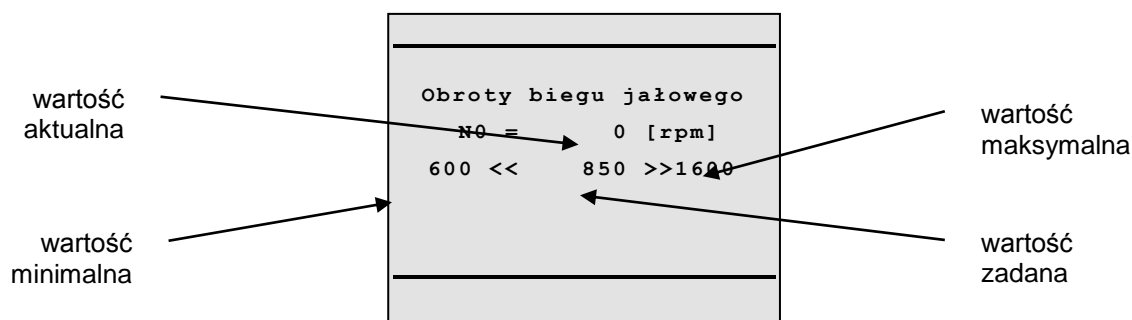 wartość
aktualna
Obroty biegu jałowego
N0 = 0 [rpm]
600 << 850 >>1600
wartość
maksymalna
wartość
minimalna
wartość
zadana